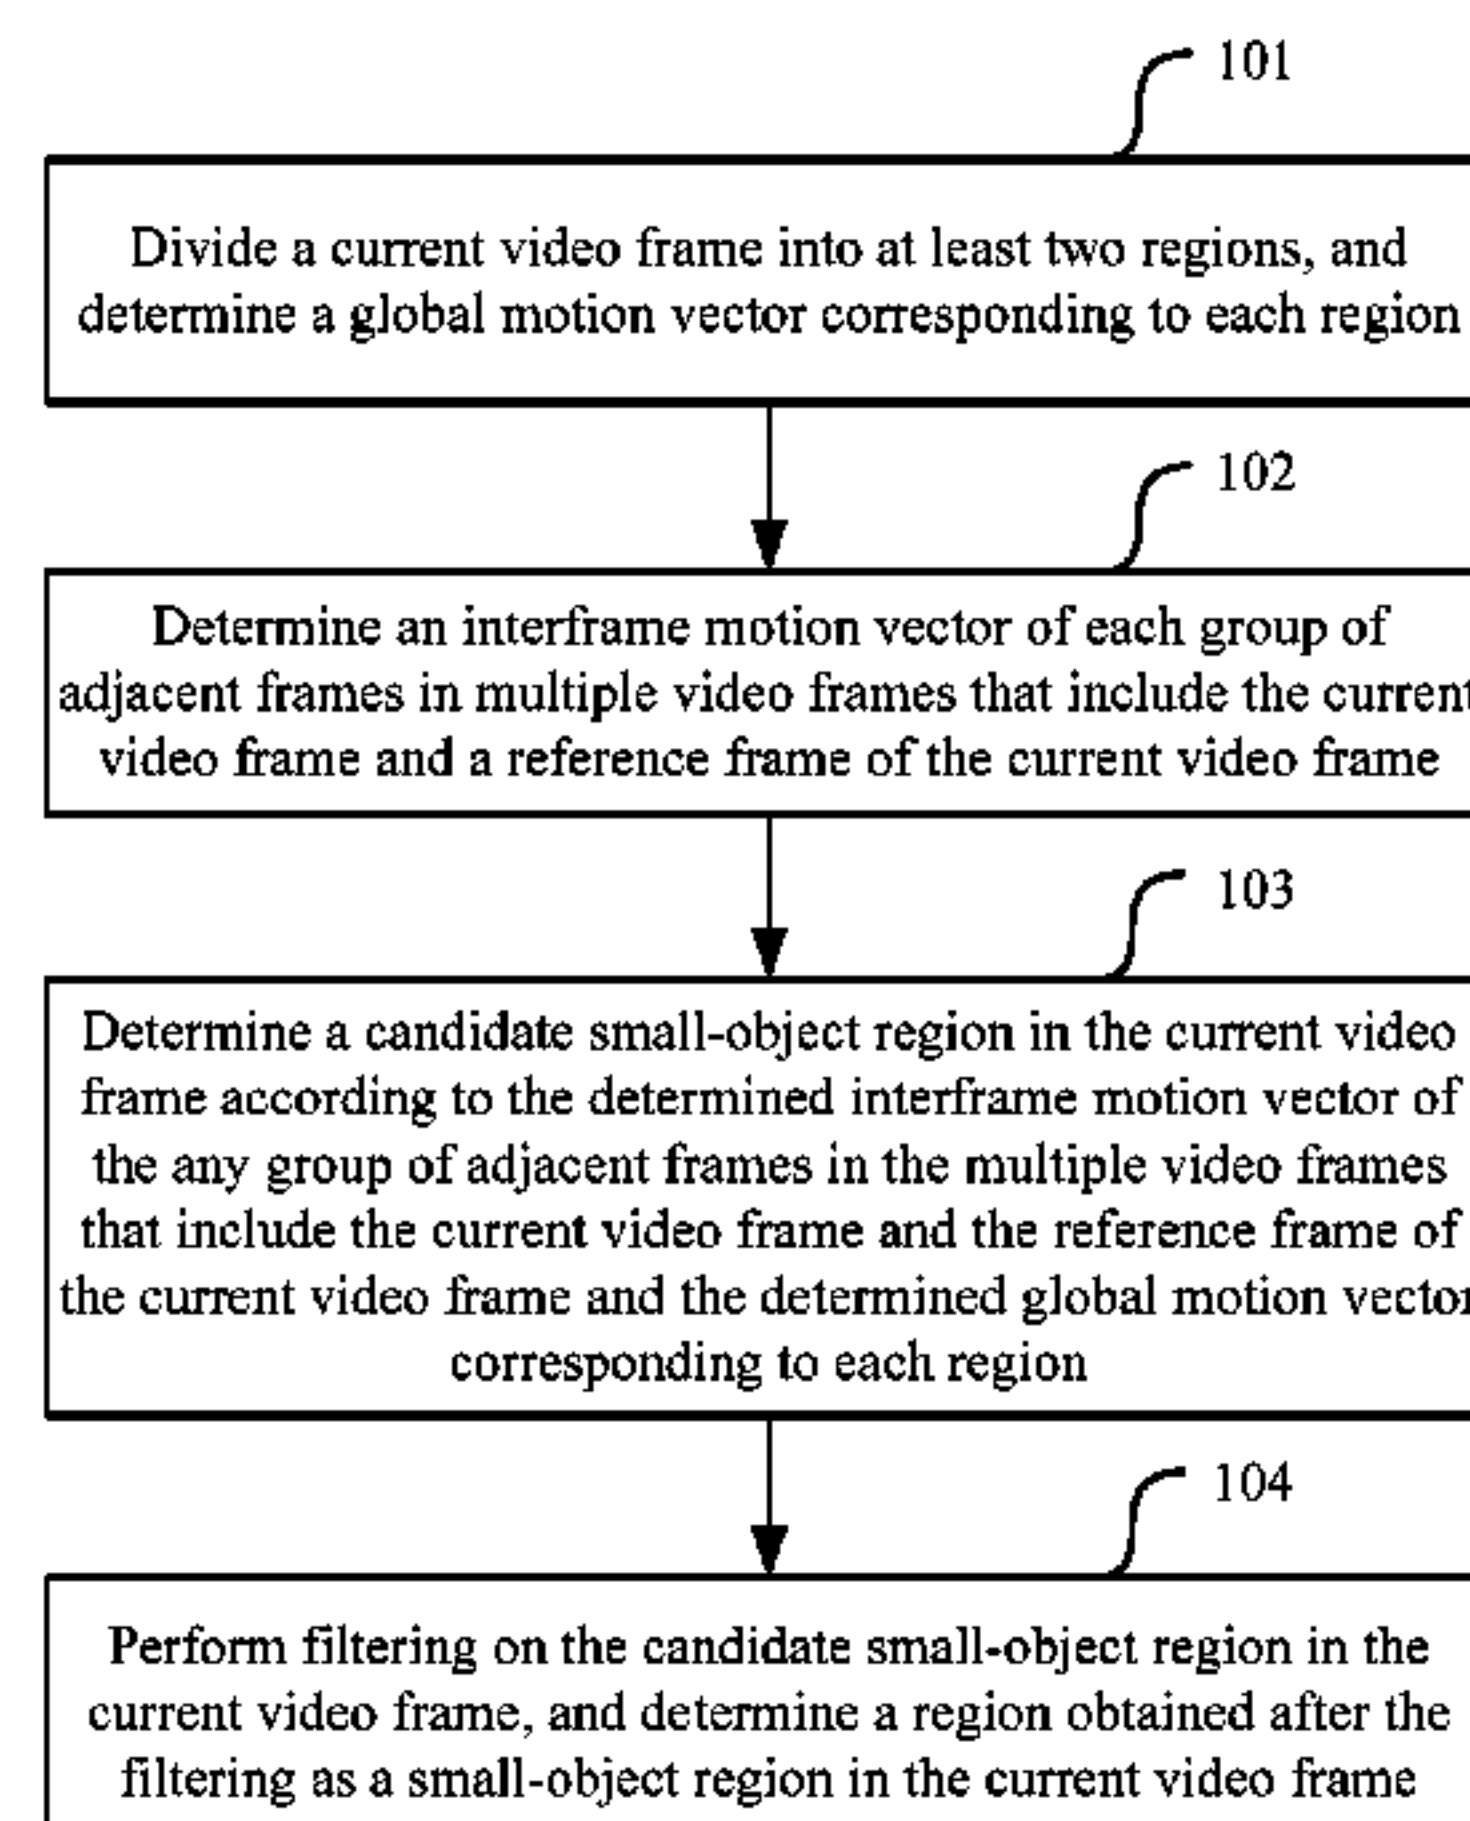 101
Divide a current video frame into at least two regions, and
determine a global motion vector corresponding to each region
102
Determine an interframe motion vector of each group of
adjacent frames in multiple video frames that include the current
video frame and a reference frame of the current video frame
103
Determine a candidate small-object region in the current video
frame according to the determined interframe motion vector of
the any group of adjacent frames in the multiple video frames
that include the current video frame and the reference frame of
the current video frame and the determined global motion vector
corresponding to each region
104
Perform filtering on the candidate small-object region in the
current video frame, and determine a region obtained after the
filtering as a small-object region in the current video frame